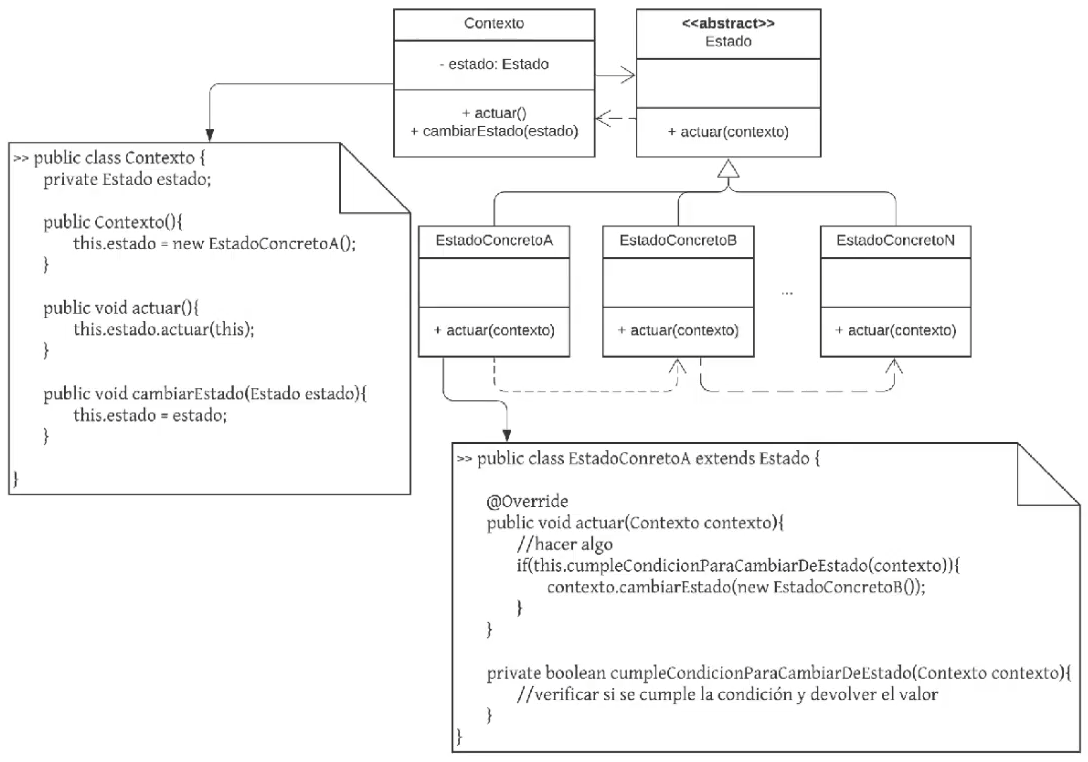 Contexto
- estado: Estado
+ actuar()
+ cambiarEstado(estado)
<<abstract>>
Estado
+ actuar(contexto)
>> public class Contexto {
private Estado estado;
public Contexto(){
this.estado = new EstadoConcretoA();
}
public void actuar(){
this.estado.actuar(this);
}
public void cambiarEstado(Estado estado){
this.estado = estado;
}
}
EstadoConcretoA
+ actuar(contexto)
EstadoConcretoB
+ actuar(contexto)
...
EstadoConcretoN
+ actuar(contexto)
>> public class EstadoConretoA extends Estado {
@Override
public void actuar(Contexto contexto){
//hacer algo
if(this.cumpleCondicionParaCambiarDeEstado(contexto)){
contexto.cambiarEstado(new EstadoConcretoB());
}
}
private boolean cumpleCondicionParaCambiarDeEstado(Contexto contexto){
//verificar si se cumple la condición y devolver el valor
}
}